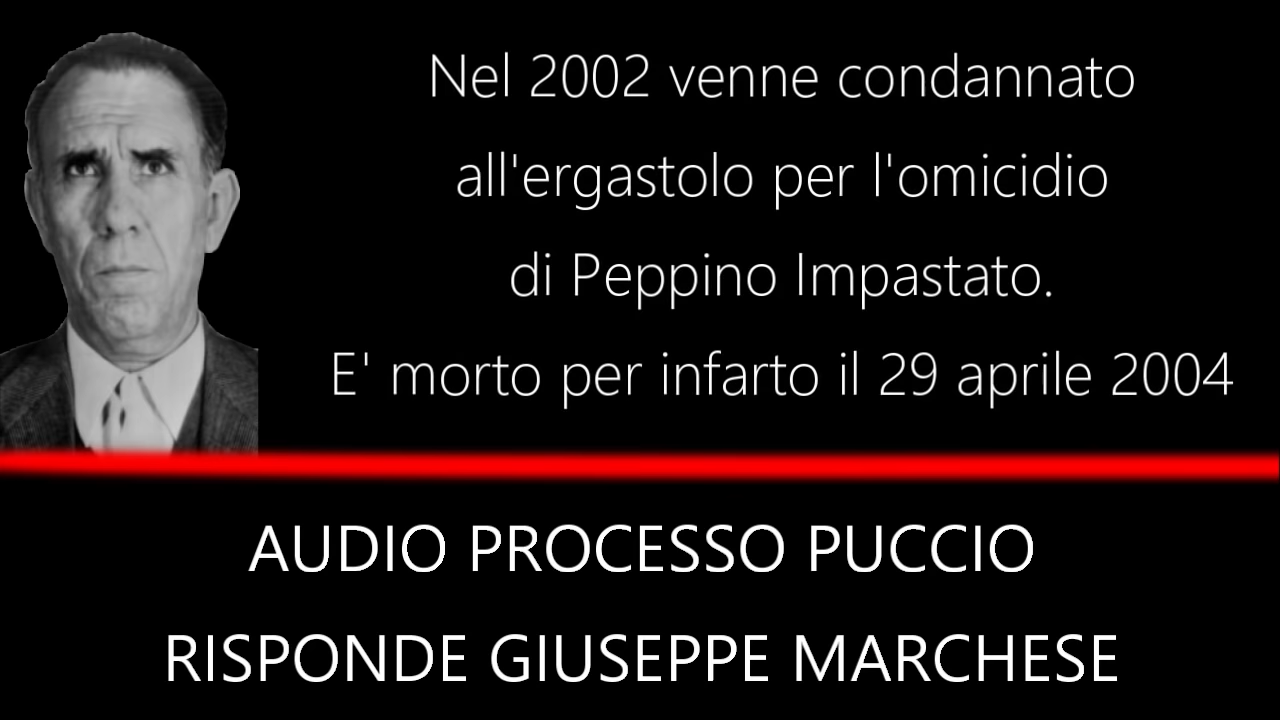 Nel 2002 venne condannato
all'ergastolo per l'omicidio
di Peppino Impastato.
E' morto per infarto il 29 aprile 2004
AUDIO PROCESSO PUCCIO
RISPONDE GIUSEPPE MARCHESE